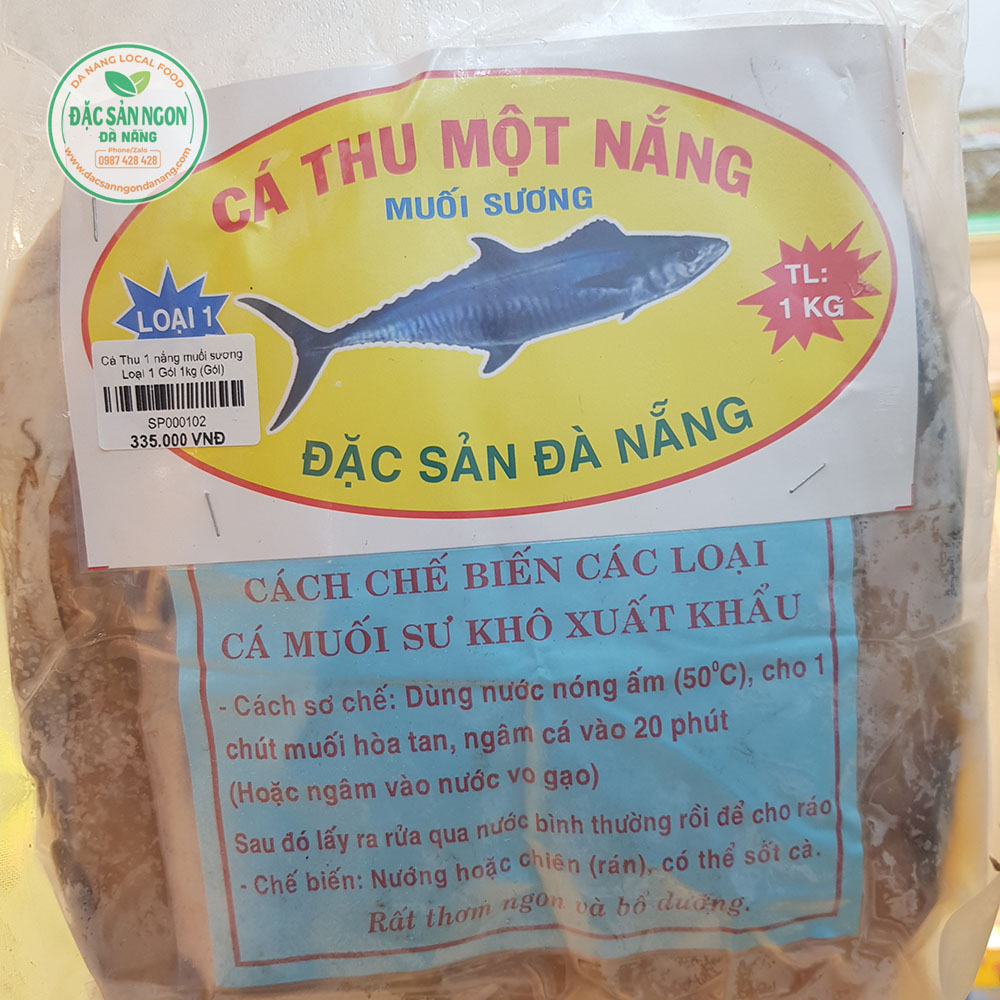 DA NANG LOCAL FOOD
ĐẶC SẢN NGON
ĐÀ NẴNG
Phone/Zalo
0987 428 428
www.dacsanngondanang.com
CÁ THU MỘT NẮNG
MUỐI SƯƠNG
LOẠI 1
TL:
1 KG
Cá Thu 1 nắng muối sương
Loại 1 Gói 1kg (Gói)
SP000102
335.000 VNĐ
ĐẶC SẢN ĐÀ NẴNG
CÁCH CHẾ BIẾN CÁC LOẠI
CÁ MUỐI SƯ KHÔ XUẤT KHẨU
- Cách sơ chế: Dùng nước nóng ấm (50⁰C), cho 1
chút muối hòa tan, ngâm cá vào 20 phút
(Hoặc ngâm vào nước vo gạo)
Sau đó lấy ra rửa qua nước bình thường rồi để cho ráo
- Chế biến: Nướng hoặc chiên (rán), có thể sốt cà.
Rất thơm ngon và bổ dưỡng.